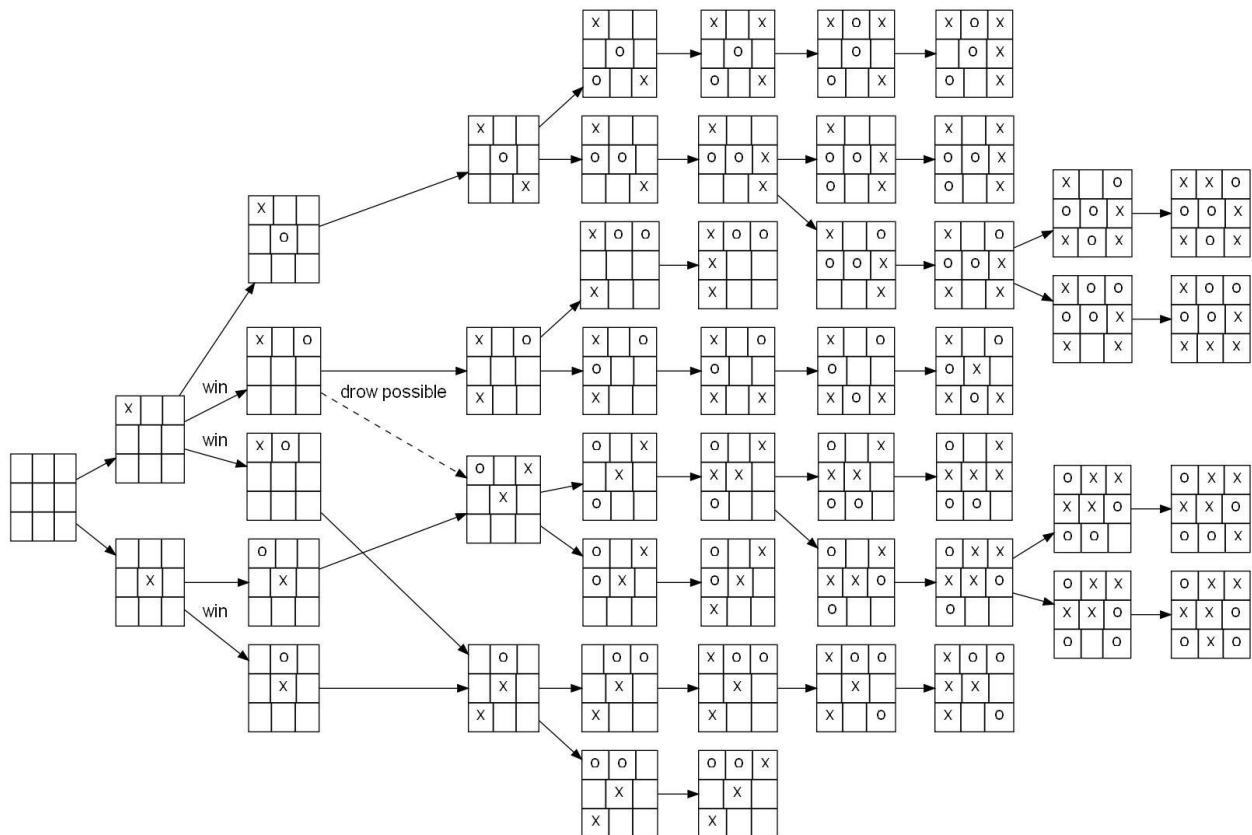 X X X O X X O X
O O O O X
O X O X O X O X
X X X X X X X
O O O O O X O O X O O X
X O X X O
X X X O X O X
X
O O X O O X
X O O X O O X O X O
O
X O X X O X
X O O X O O X O O X
X O O X O O
X X X X X
O O X O O X
X O X O X O X O X O X O
X X X X X
O O O O X
win
drow possible
X X X X X O X X O X
X
win
X O O X O X O X O X
O X
X X X X X X X X
O X X O X X
X
O O O O O O
X X O X X O
O O O O X
O O X O X O X O X X
X X O X O X X X O X X O
O X X O X X
win
X O O
X X O X X O
O O O X O
O O O O X O O X O O X O O
X X X X X X X
X X X X O X O
O O O O X
X X
X X